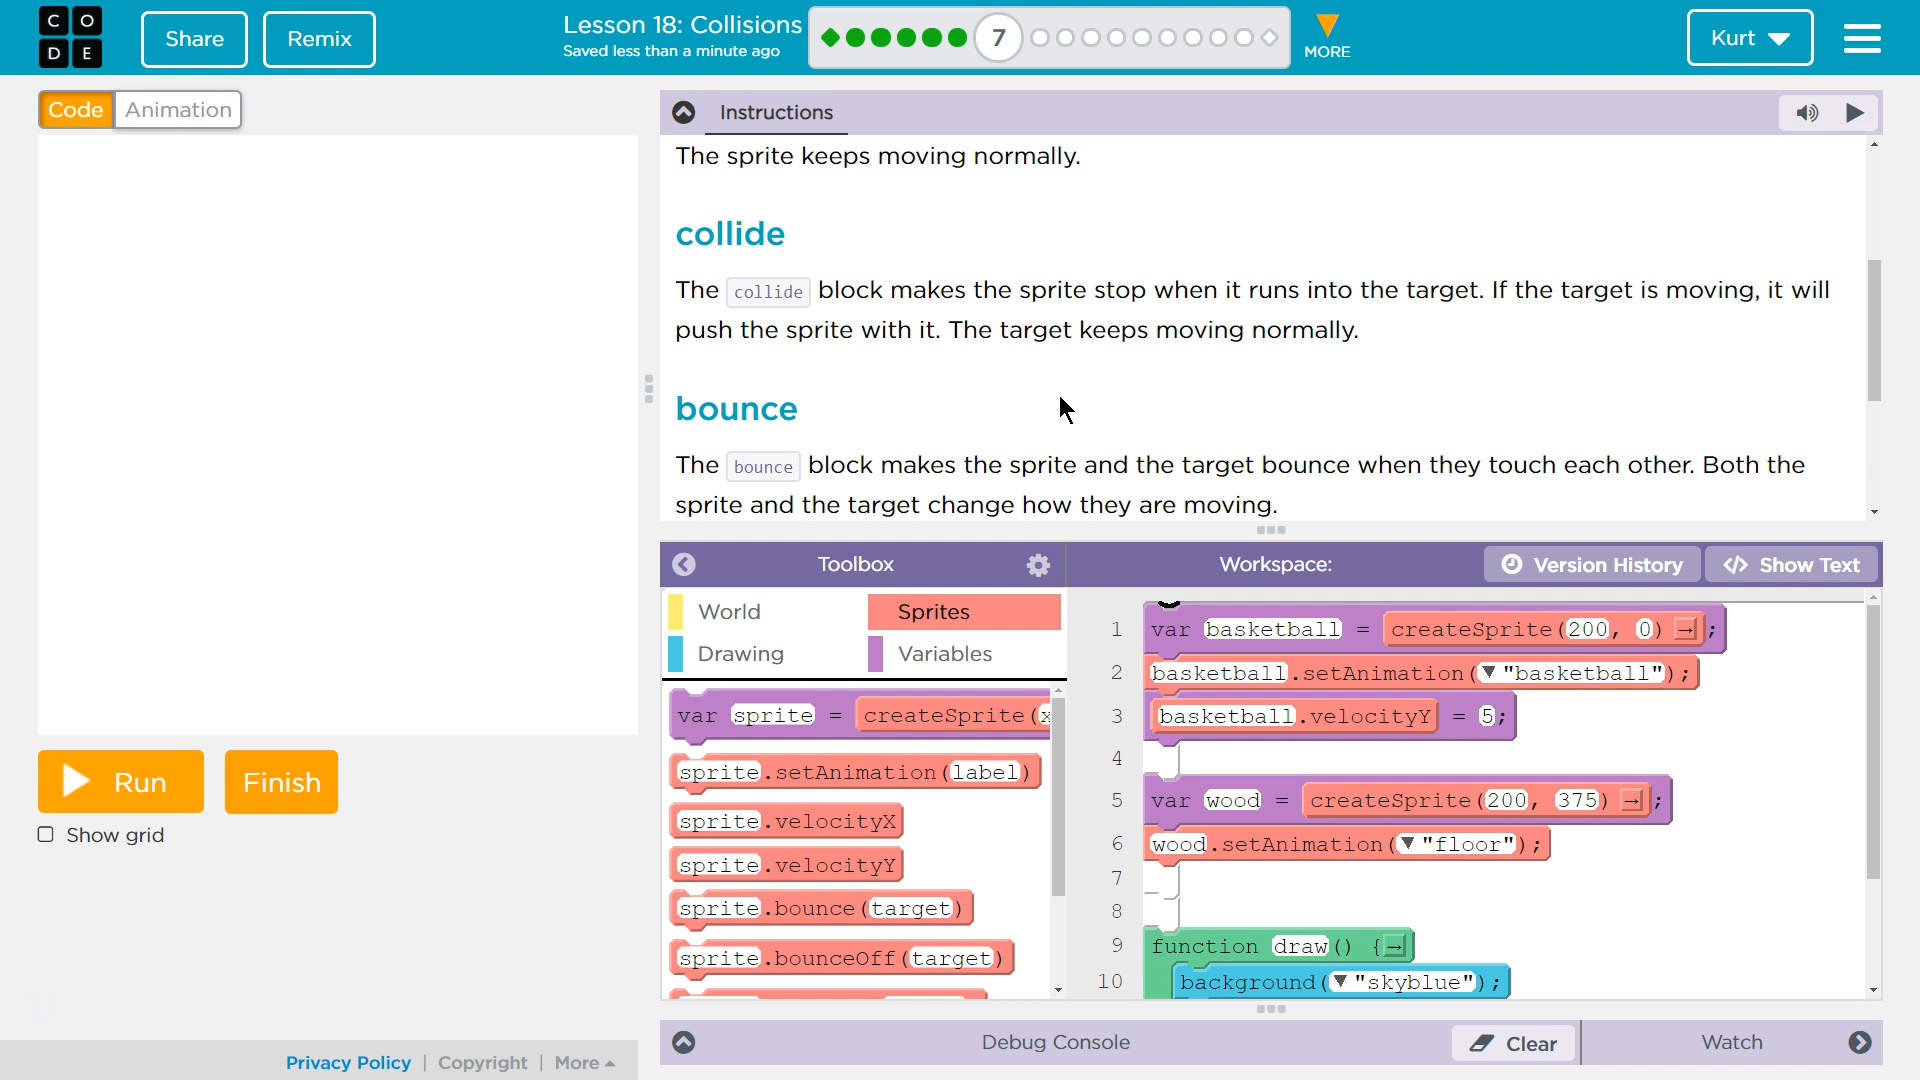 CODE
Share
Remix
Lesson 18: Collisions
Saved less than a minute ago
7
MORE
Kurt
Code
Animation
Instructions
The sprite keeps moving normally.
collide
The collide block makes the sprite stop when it runs into the target. If the target is moving, it will
push the sprite with it. The target keeps moving normally.
bounce
The bounce block makes the sprite and the target bounce when they touch each other. Both the
sprite and the target change how they are moving.
Run
Finish
Show grid
Toolbox
World
Sprites
Drawing
Variables
var sprite = createSprite(x
sprite.setAnimation(label)
sprite.velocityX
sprite.velocityY
sprite.bounce(target)
sprite.bounceOff(target)
Workspace:
Version History
</> Show Text
1 var basketball = createSprite(200, 0) → ;
2 basketball.setAnimation(▼ "basketball");
3 basketball.velocityY = 5;
4
5 var wood = createSprite(200, 375) → ;
6 wood.setAnimation(▼ "floor");
7
8
9 function draw() {→
10 background(▼ "skyblue");
Debug Console
Clear
Watch
Privacy Policy | Copyright | More